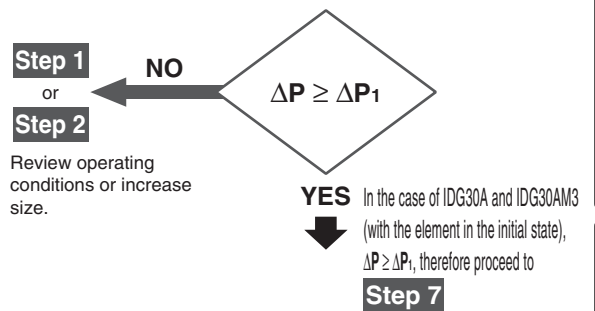 Step 1
or
Step 2
NO
ΔP ≥ ΔP1
Review operating
conditions or increase
size.
YES
In the case of IDG30A and IDG30AM3
(with the element in the initial state),
ΔP ≥ ΔP1, therefore proceed to
Step 7